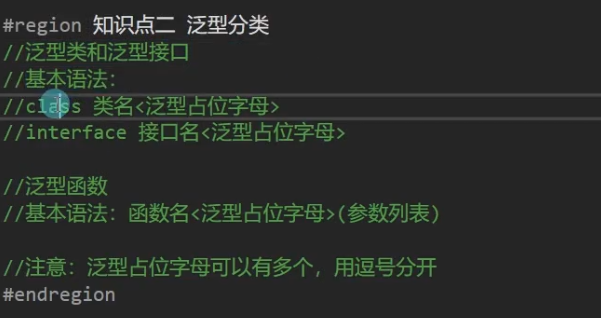 #region 知识点二 泛型分类
//泛型类和泛型接口
//基本语法：
//class 类名<泛型占位字母>
//interface 接口名<泛型占位字母>
//泛型函数
//基本语法：函数名<泛型占位字母>(参数列表)
//注意：泛型占位字母可以有多个，用逗号分开
#endregion